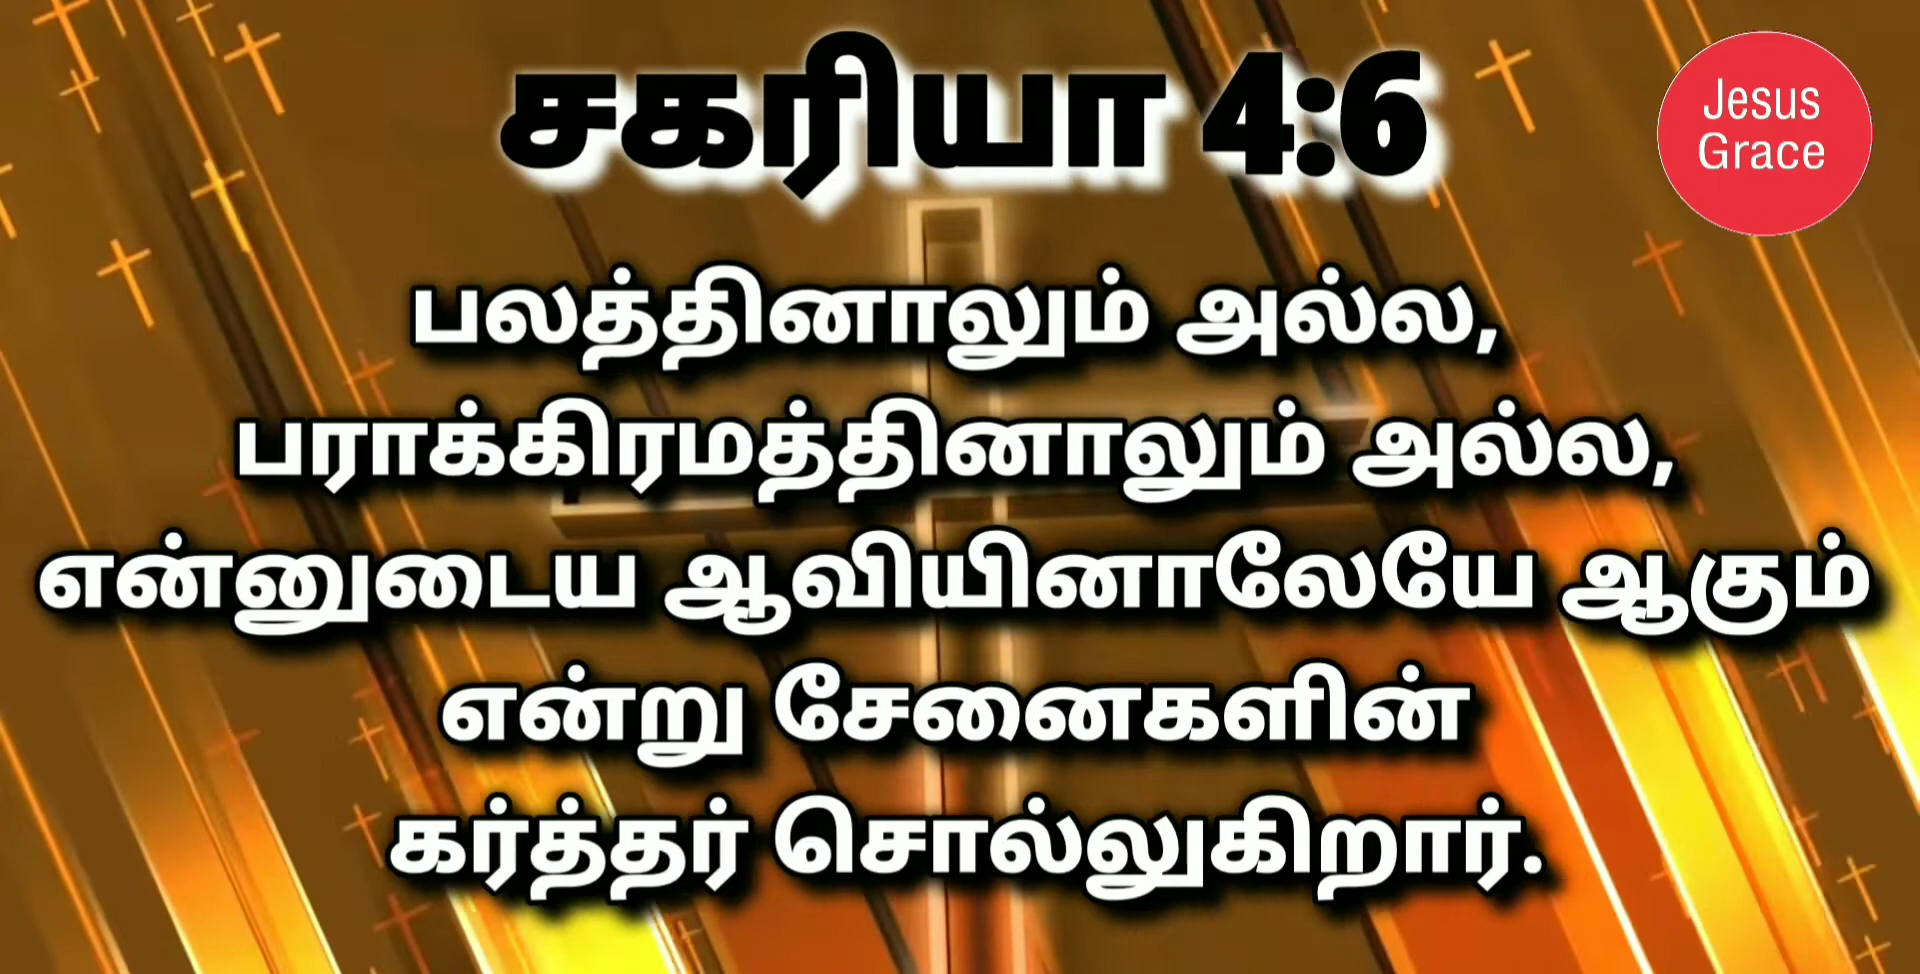 சகரியா 4:6
Jesus
Grace
பலத்தினாலும் அல்ல,
பராக்கிரமத்தினாலும் அல்ல,
என்னுடைய ஆவியினாலேயே ஆகும்
என்று சேனைகளின்
கர்த்தர் சொல்லுகிறார்.